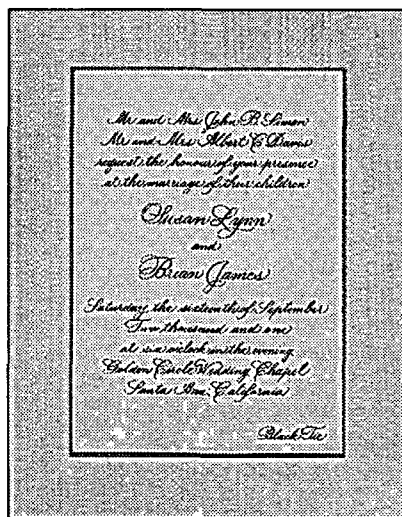 Mr and Mrs John B. Simon
Mr and Mrs Albert C Davis
request the honour of your presence
at the marriage of their children
Susan Lynn
and
Brian James
Saturday the sixteenth of September
Two thousand and one
at six o'clock in the evening
Golden Circle Wedding Chapel
Santa Ana, California
Black Tie